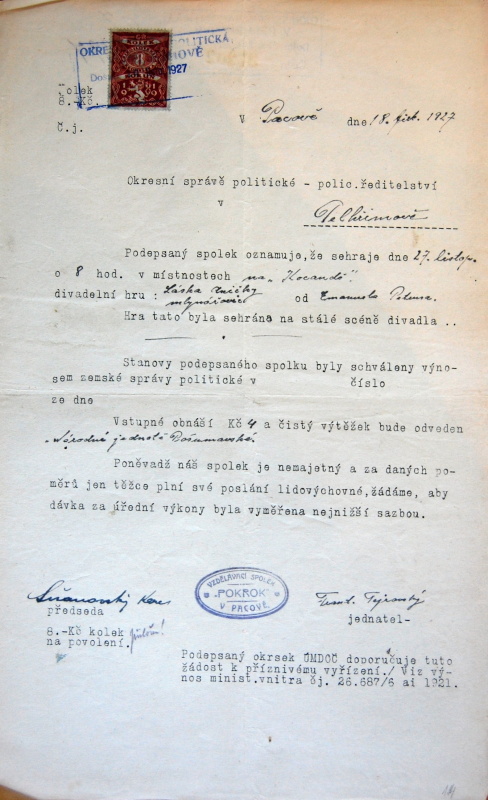 OKRESNÍ POLITICKÁ
V PACOVĚ
1927
KOLEK
8
Kolek
8.-Kč.
Č.j.
V Pacově dne 18. list. 1927
Okresní správě politické - polic.ředitelství
v
Pelhřimově
Podepsaný spolek oznamuje,že sehraje dne 27. listop.
o 8 hod. v místnostech na „Kocandě“.
divadelní hru : Láska
mlynářovic od Emanuela
Hra tato byla sehrána na stálé scéně divadla ..
Stanovy podepsaného spolku byly schváleny výno-
sem zemské správy politické v číslo
ze dne
Vstupné obnáší Kč 4 a čistý výtěžek bude odveden
Národní jednotě Pošumavské.
Poněvadž náš spolek je nemajetný a za daných po-
měrů jen těžce plní své poslání lidovýchovné,žádáme, aby
dávka za úřední výkony byla vyměřena nejnižší sazbou.
VZDĚLAVACÍ SPOLEK
„POKROK“
V PACOVĚ.
předseda
jednatel-
8.-Kč kolek
na povolení.
Podepsaný okrsek ÚMDOČ doporučuje tuto
žádost k příznivému vyřízení./ Viz vý-
nos minist.vnitra čj. 26.687/6 ai 1921.